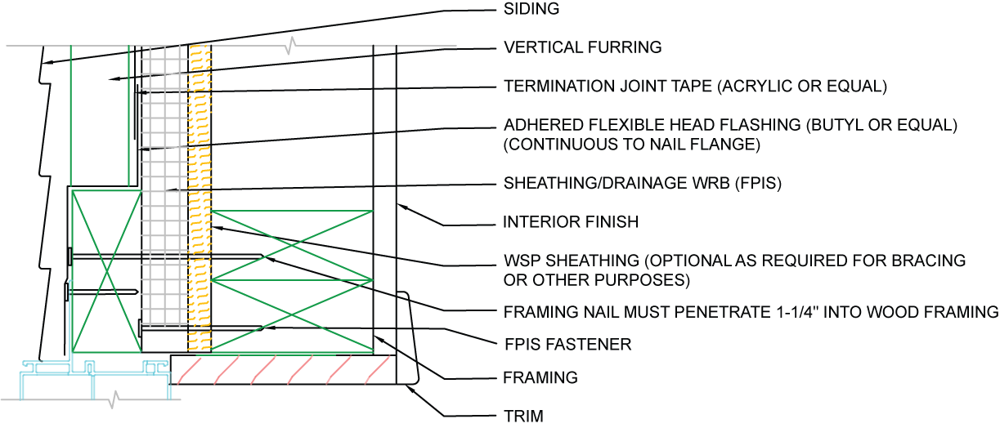 SIDING
VERTICAL FURRING
TERMINATION JOINT TAPE (ACRYLIC OR EQUAL)
ADHERED FLEXIBLE HEAD FLASHING (BUTYL OR EQUAL)
(CONTINUOUS TO NAIL FLANGE)
SHEATHING/DRAINAGE WRB (FPIS)
INTERIOR FINISH
WSP SHEATHING (OPTIONAL AS REQUIRED FOR BRACING
OR OTHER PURPOSES)
FRAMING NAIL MUST PENETRATE 1-1/4" INTO WOOD FRAMING
FPIS FASTENER
FRAMING
TRIM